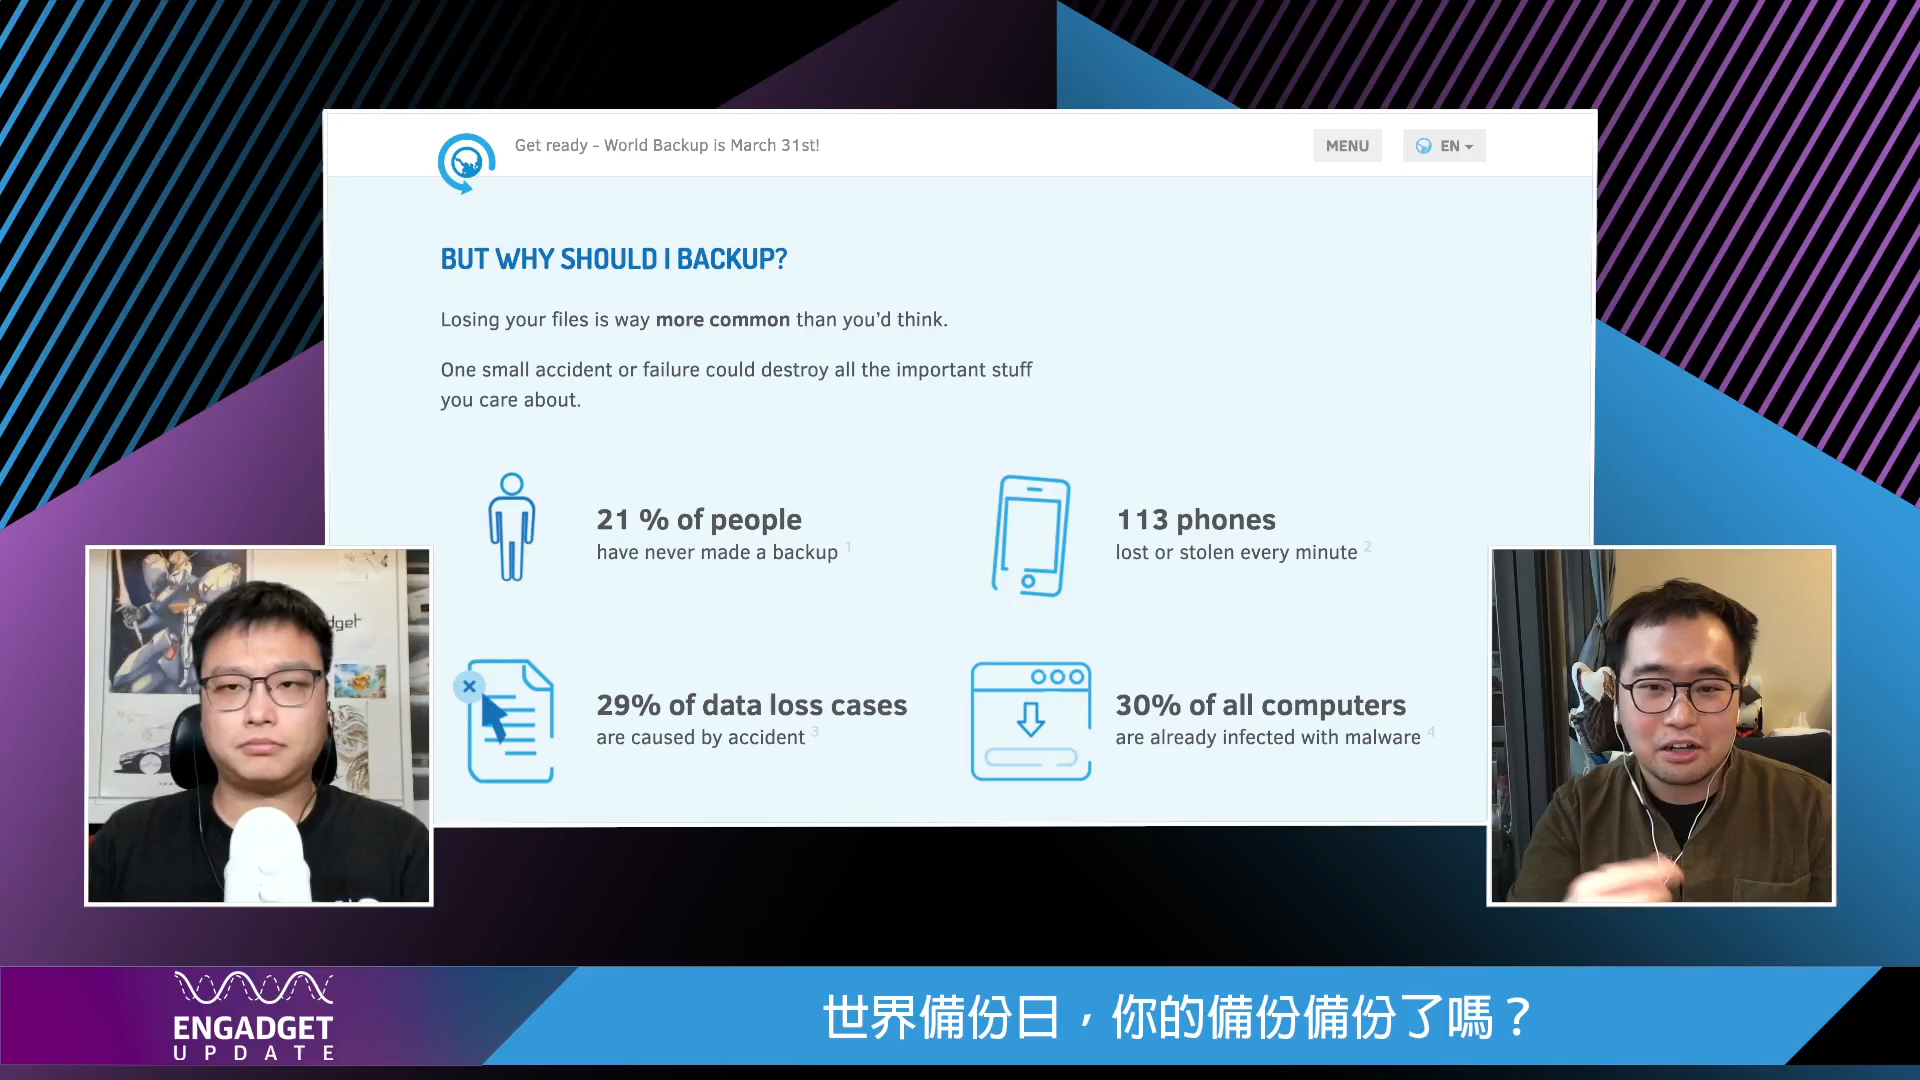 Get ready - World Backup is March 31st!
MENU
EN
BUT WHY SHOULD I BACKUP?
Losing your files is way more common than you'd think.
One small accident or failure could destroy all the important stuff
you care about.
21 % of people
have never made a backup 1
113 phones
lost or stolen every minute 2
29% of data loss cases
are caused by accident 3
30% of all computers
are already infected with malware 4
dget
ENGADGET
UPDATE
世界備份日，你的備份備份了嗎？